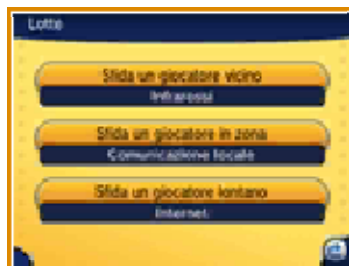 Lotte
Sfida un giocatore vicino
Infrarossi
Sfida un giocatore in zona
Comunicazione locale
Sfida un giocatore lontano
Internet